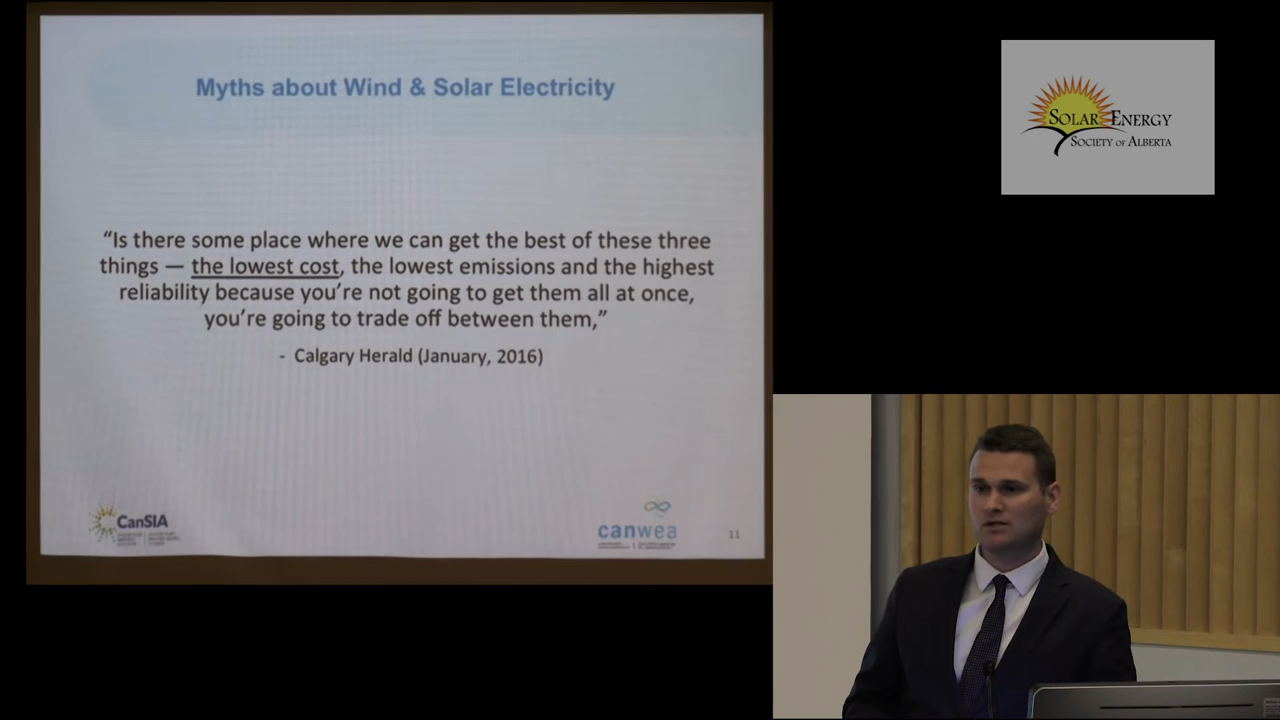 Myths about Wind & Solar Electricity
“Is there some place where we can get the best of these three
things — the lowest cost, the lowest emissions and the highest
reliability because you’re not going to get them all at once,
you’re going to trade off between them,”
- Calgary Herald (January, 2016)
CanSIA
canwea
11
SOLAR ENERGY
SOCIETY OF ALBERTA